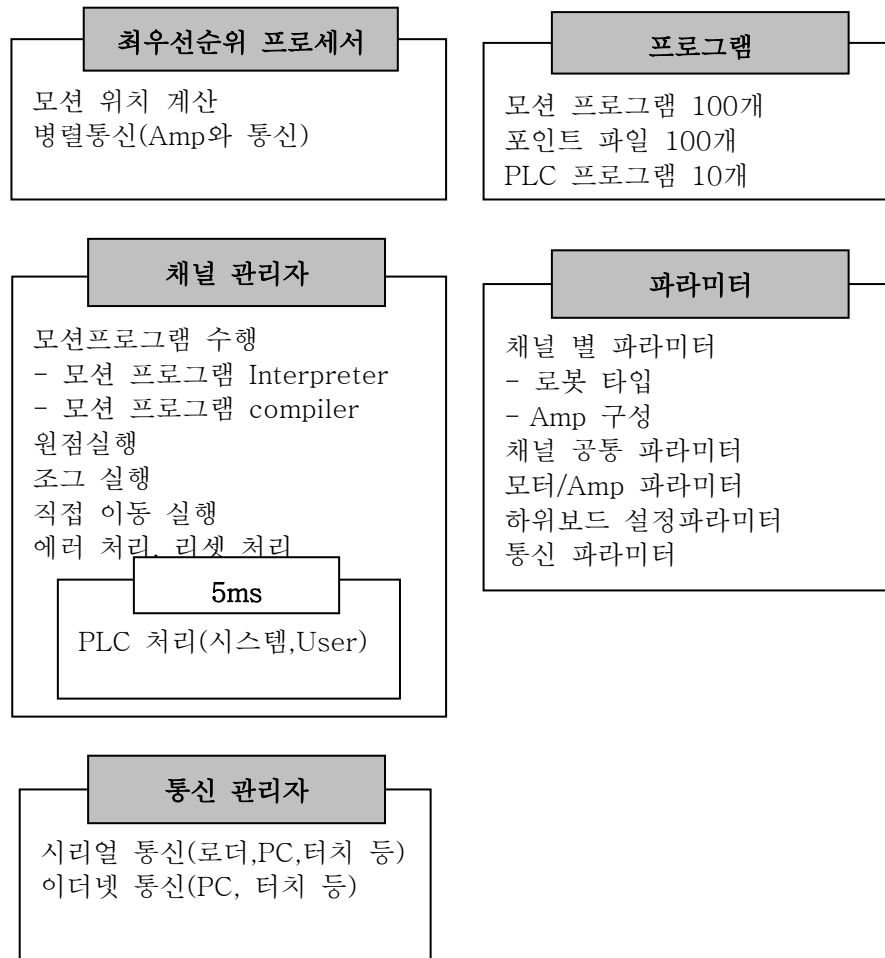 최우선순위 프로세서
모션 위치 계산
병렬통신(Amp와 통신)
프로그램
모션 프로그램 100개
포인트 파일 100개
PLC 프로그램 10개
채널 관리자
모션프로그램 수행
- 모션 프로그램 Interpreter
- 모션 프로그램 compiler
원점실행
조그 실행
직접 이동 실행
에러 처리, 리셋 처리
5ms
PLC 처리(시스템,User)
파라미터
채널 별 파라미터
- 로봇 타입
- Amp 구성
채널 공통 파라미터
모터/Amp 파라미터
하위보드 설정파라미터
통신 파라미터
통신 관리자
시리얼 통신(로더,PC,터치 등)
이더넷 통신(PC, 터치 등)